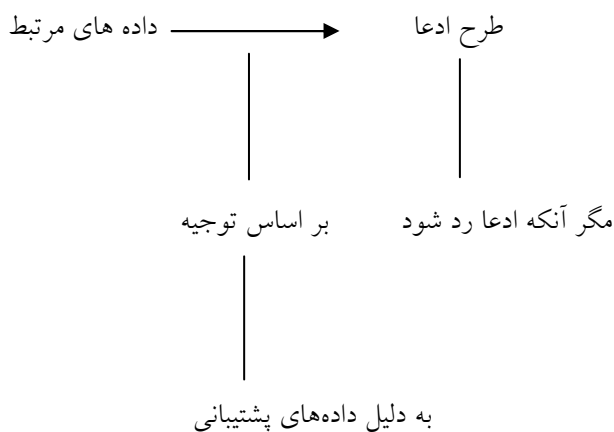 طرح ادعا
داده های مرتبط
مگر آنکه ادعا رد شود
بر اساس توجیه
به دلیل داده‌های پشتیبانی